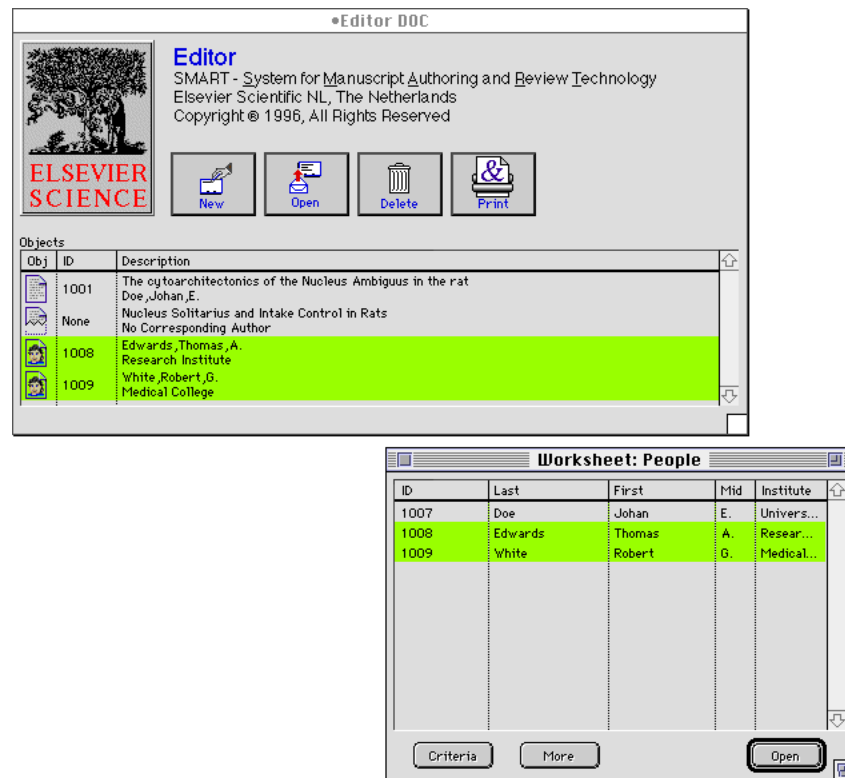 •Editor DOC
Editor
SMART - System for Manuscript Authoring and Review Technology
Elsevier Scientific NL, The Netherlands
Copyright © 1996, All Rights Reserved
ELSEVIER
SCIENCE
New Open Delete & Print
Objects
Obj ID Description
1001 The cytoarchitectonics of the Nucleus Ambiguus in the rat
Doe,Johan,E.
None Nucleus Solitarius and Intake Control in Rats
No Corresponding Author
1008 Edwards,Thomas,A.
Research Institute
1009 White,Robert,G.
Medical College
Worksheet: People
ID Last First Mid Institute
1007 Doe Johan E. Univers...
1008 Edwards Thomas A. Resear...
1009 White Robert G. Medical...
Criteria More Open